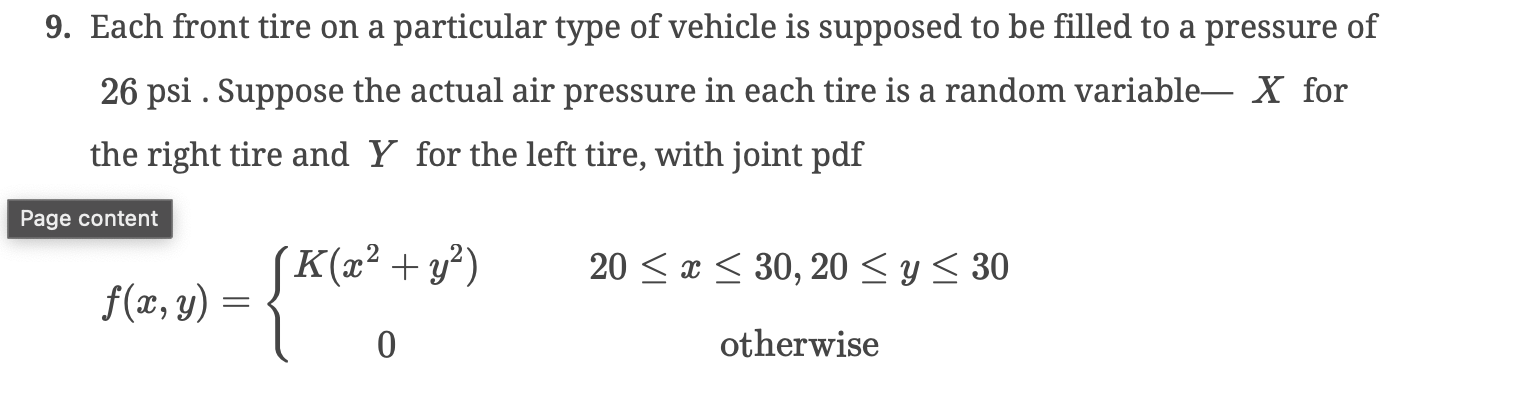 9. Each front tire on a particular type of vehicle is supposed to be filled to a pressure of
26 psi . Suppose the actual air pressure in each tire is a random variable— X for
the right tire and Y for the left tire, with joint pdf
Page content
f(x, y) = { K(x² + y²) 20 ≤ x ≤ 30, 20 ≤ y ≤ 30
0 otherwise